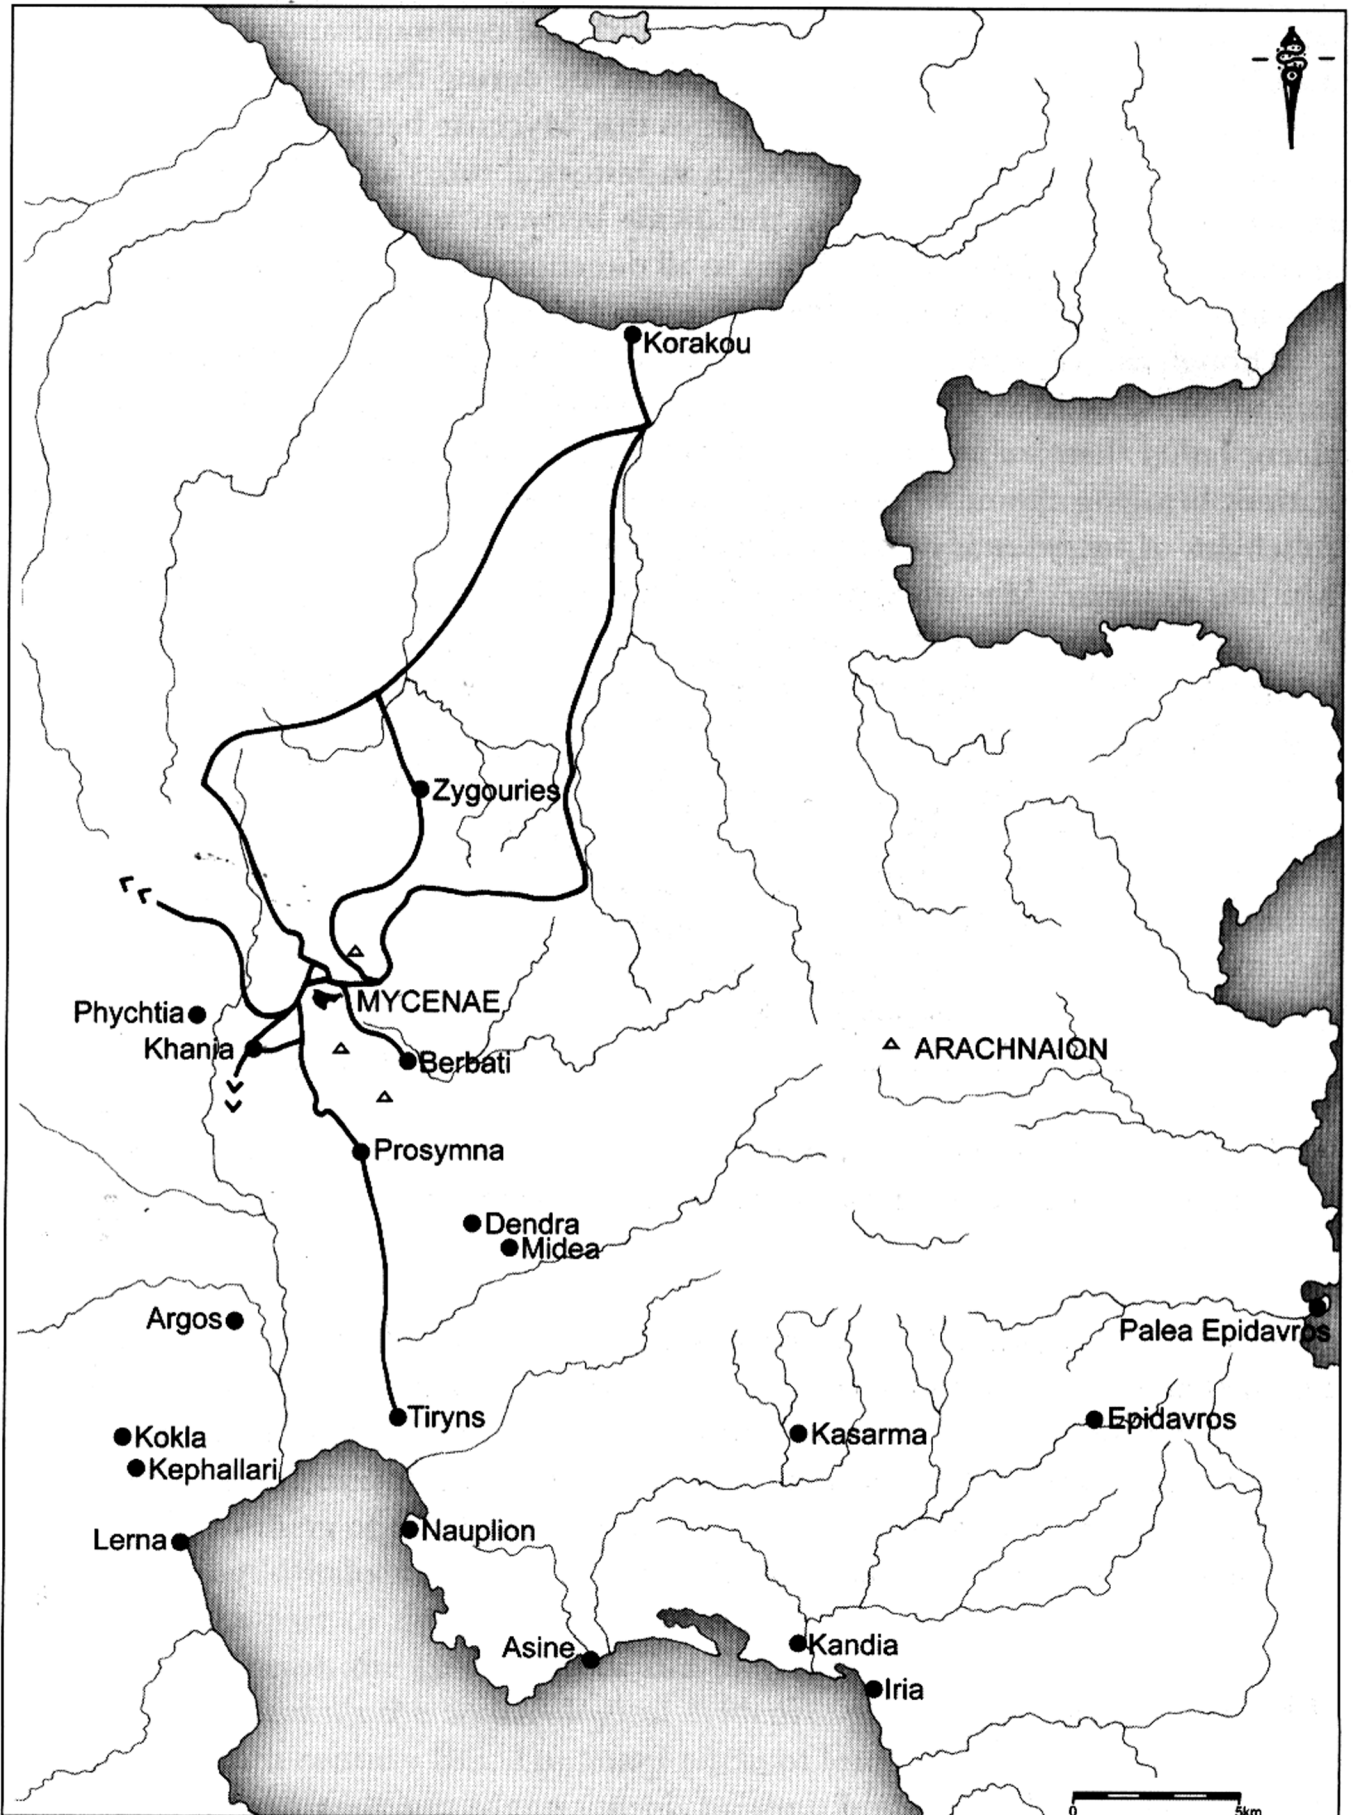 Korakou
Zygouries
MYCENAE
Phychtia
Khania
Berbati
ARACHNAION
Prosymna
Dendra
Midea
Argos
Palea Epidavros
Tiryns
Epidavros
Kokla
Kasarma
Kephallari
Nauplion
Lerna
Asine
Kandia
Iria
0 5km